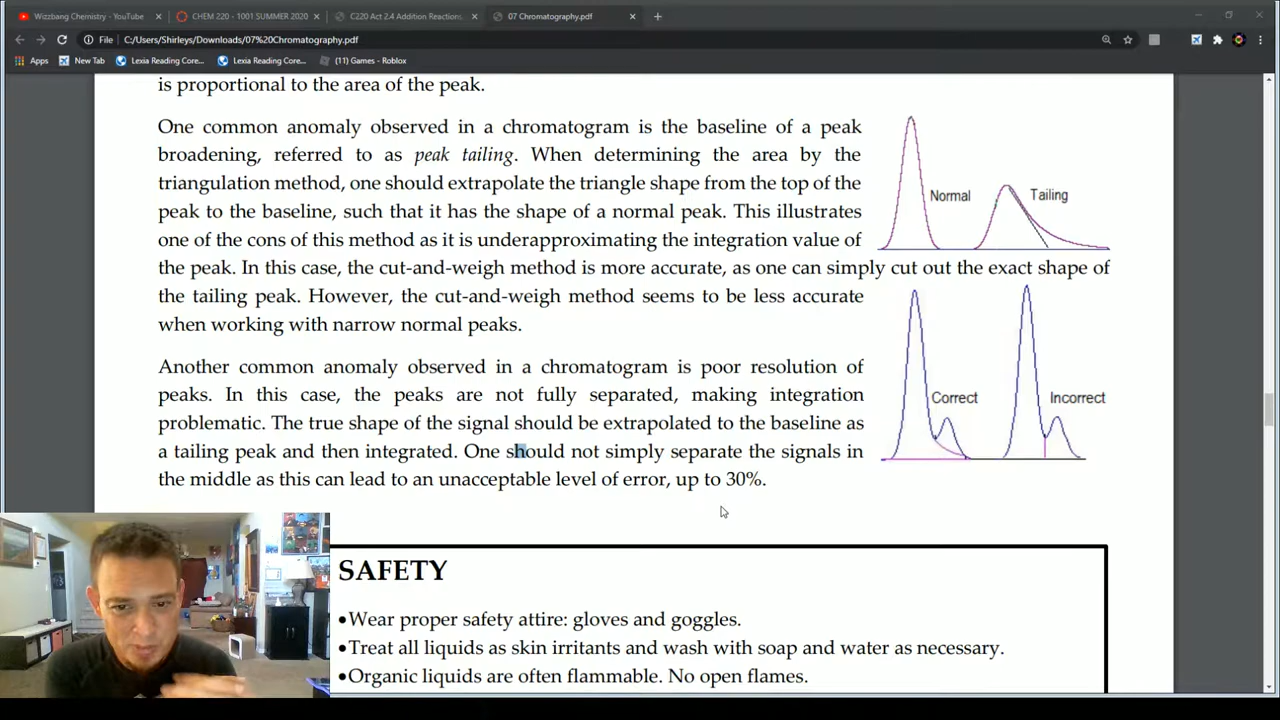 Wizzbang Chemistry - YouTube
CHEM 220 - 1001 SUMMER 2020
C220 Act 2.4 Addition Reactions
07 Chromatography.pdf
File C:/Users/Shirleys/Downloads/07%20Chromatography.pdf
Apps New Tab Lexia Reading Core... Lexia Reading Core... (11) Games - Roblox
is proportional to the area of the peak.
One common anomaly observed in a chromatogram is the baseline of a peak
broadening, referred to as peak tailing. When determining the area by the
triangulation method, one should extrapolate the triangle shape from the top of the
peak to the baseline, such that it has the shape of a normal peak. This illustrates
one of the cons of this method as it is underapproximating the integration value of
the peak. In this case, the cut-and-weigh method is more accurate, as one can simply cut out the exact shape of
the tailing peak. However, the cut-and-weigh method seems to be less accurate
when working with narrow normal peaks.
Normal
Tailing
Another common anomaly observed in a chromatogram is poor resolution of
peaks. In this case, the peaks are not fully separated, making integration
problematic. The true shape of the signal should be extrapolated to the baseline as
a tailing peak and then integrated. One should not simply separate the signals in
the middle as this can lead to an unacceptable level of error, up to 30%.
Correct
Incorrect
SAFETY
•Wear proper safety attire: gloves and goggles.
•Treat all liquids as skin irritants and wash with soap and water as necessary.
•Organic liquids are often flammable. No open flames.